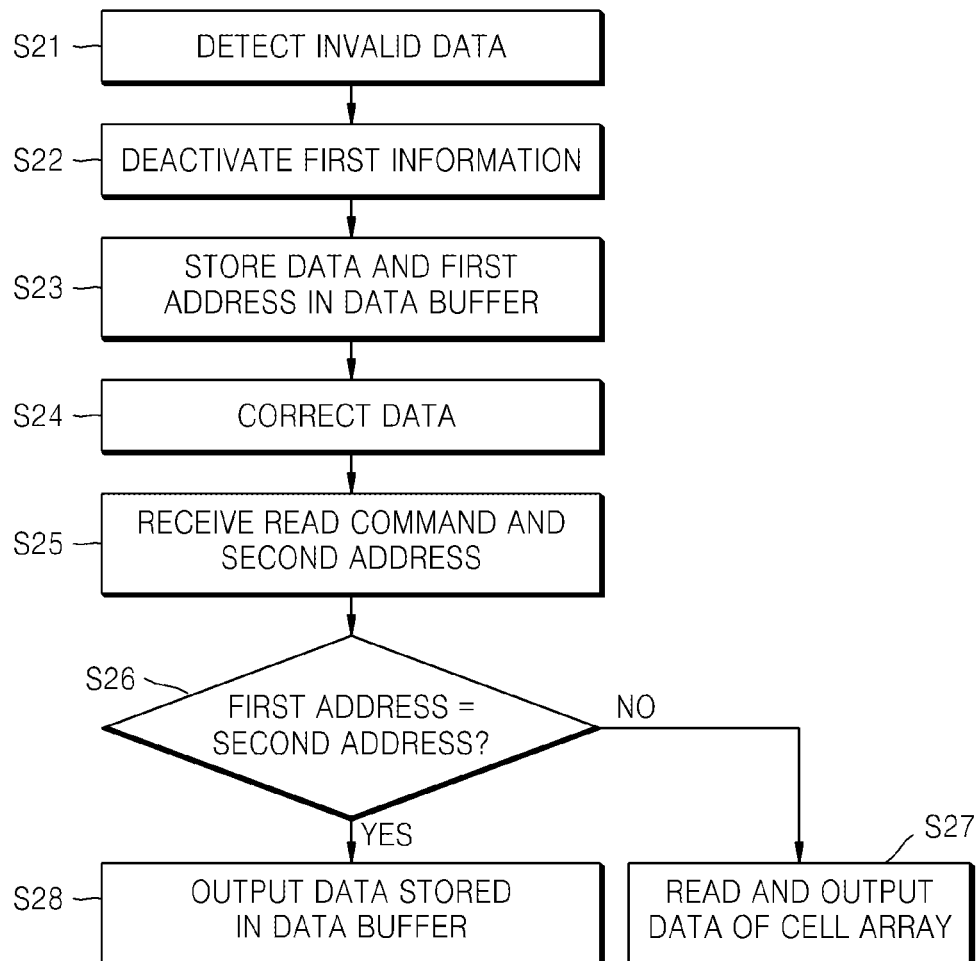 S21
DETECT INVALID DATA
S22
DEACTIVATE FIRST INFORMATION
S23
STORE DATA AND FIRST
ADDRESS IN DATA BUFFER
S24
CORRECT DATA
S25
RECEIVE READ COMMAND AND
SECOND ADDRESS
S26
FIRST ADDRESS =
SECOND ADDRESS?
NO
YES
S28
OUTPUT DATA STORED
IN DATA BUFFER
S27
READ AND OUTPUT
DATA OF CELL ARRAY